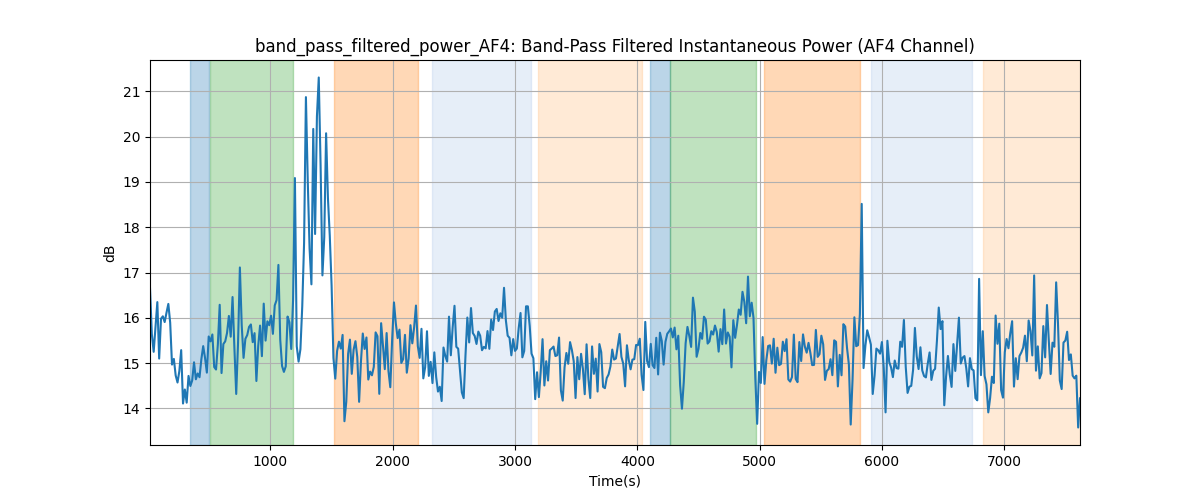 band_pass_filtered_power_AF4: Band-Pass Filtered Instantaneous Power (AF4 Channel)
21
20
19
18
17
16
15
14
dB
1000 2000 3000 4000 5000 6000 7000
Time(s)